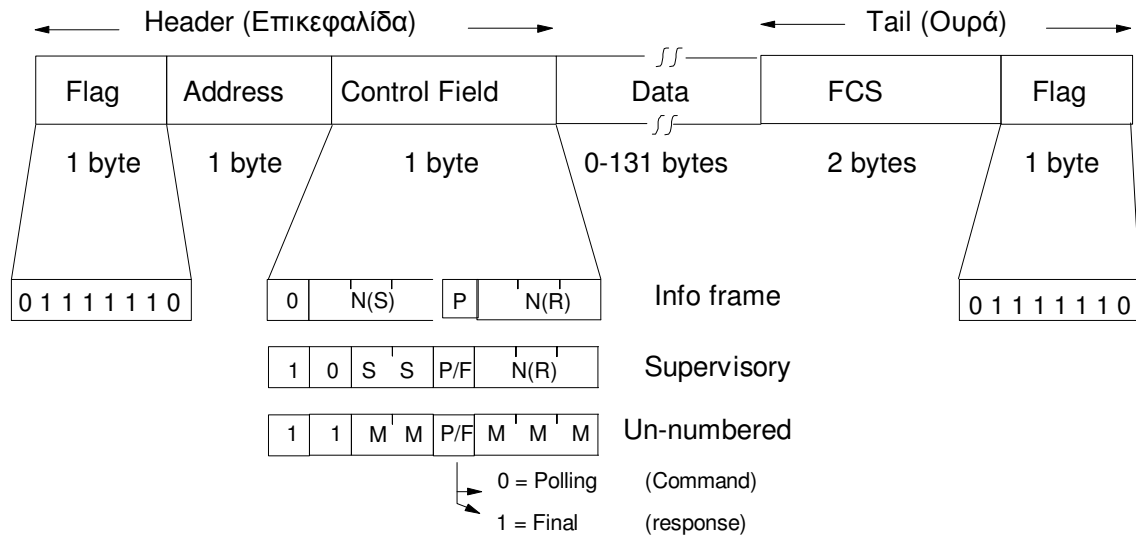 Header (Επικεφαλίδα) Tail (Ουρά)
Flag Address Control Field Data FCS Flag
1 byte 1 byte 1 byte 0-131 bytes 2 bytes 1 byte
0 1 1 1 1 1 1 0 0 N(S) P N(R) Info frame 0 1 1 1 1 1 1 0
1 0 S S P/F N(R) Supervisory
1 1 M M P/F M M M Un-numbered
0 = Polling (Command)
1 = Final (response)